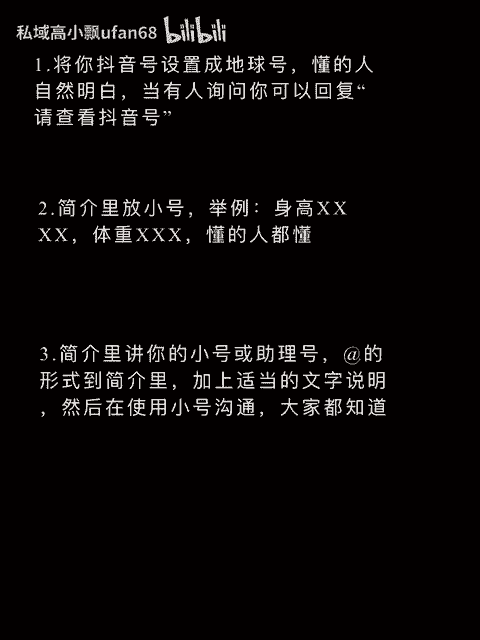 私域高小飘ufan68 bilibili
1.将你抖音号设置成地球号，懂的人
自然明白，当有人询问你可以回复“
请查看抖音号”
2.简介里放小号，举例：身高XX
XX，体重XXX，懂的人都懂
3.简介里讲你的小号或助理号，@的
形式到简介里，加上适当的文字说明
，然后在使用小号沟通，大家都知道